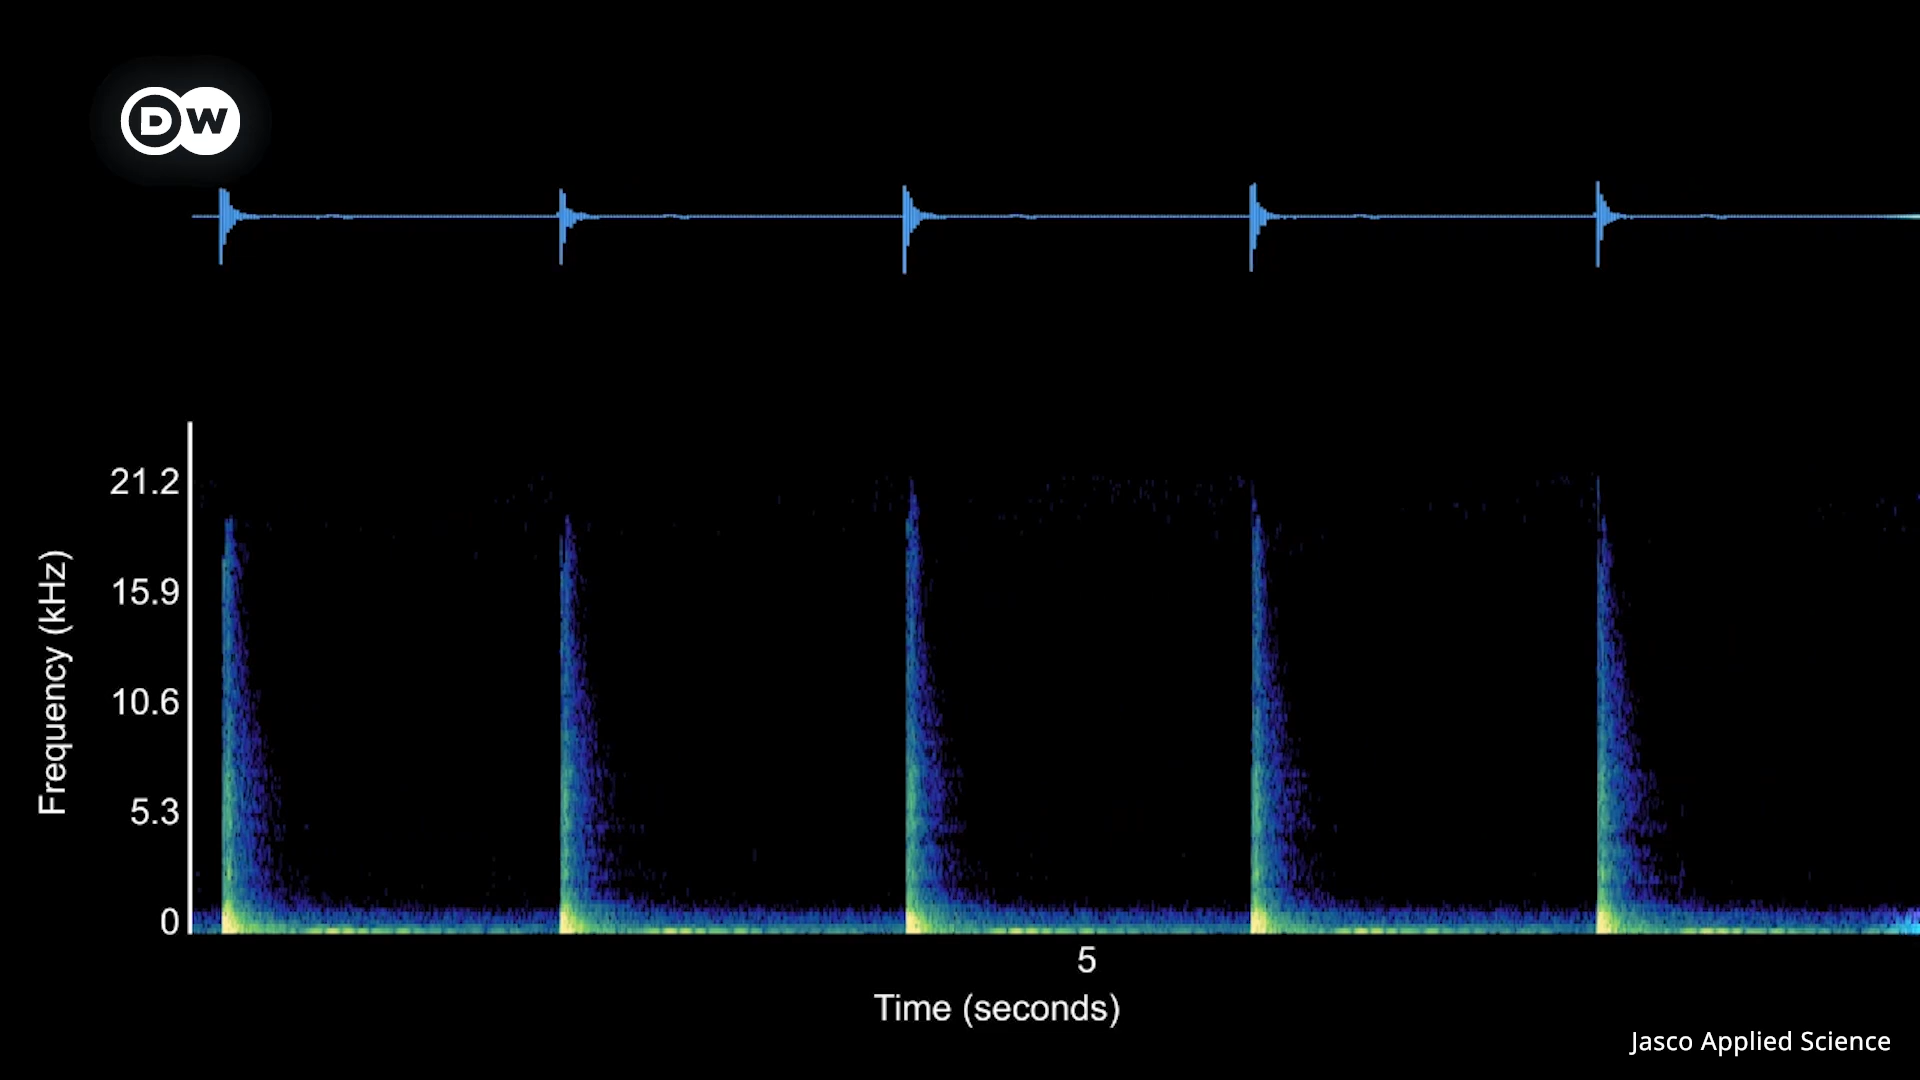 DW
21.2
15.9
10.6
5.3
0
Frequency (kHz)
5
Time (seconds)
Jasco Applied Science